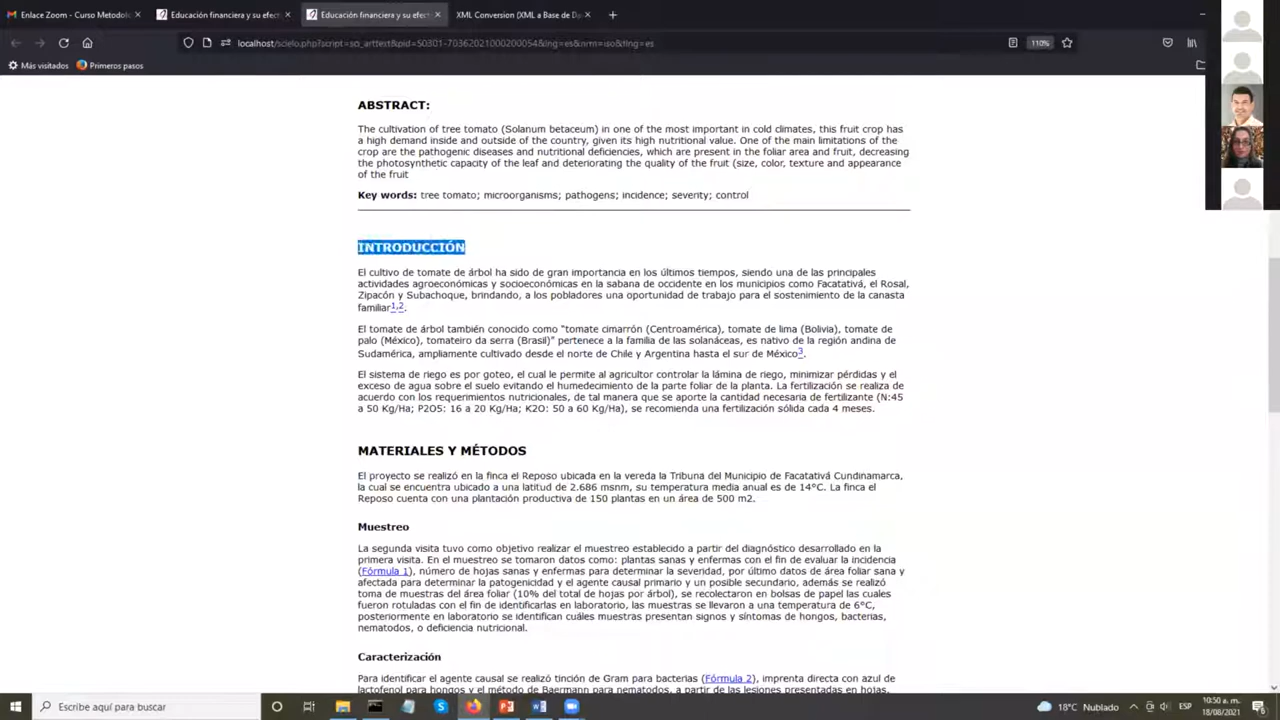 Enlace Zoom - Curso Metodolo
Educación financiera y su efect
Educación financiera y su efect
XML Conversion (XML a Base de Da
localhost/scielo.php?script=sci_arttext&pid=S0301-70362021000200054&lng=es&nrm=iso&tlng=es
110%
Más visitados
Primeros pasos
ABSTRACT:
The cultivation of tree tomato (Solanum betaceum) in one of the most important in cold climates, this fruit crop has
a high demand inside and outside of the country, given its high nutritional value. One of the main limitations of the
crop are the pathogenic diseases and nutritional deficiencies, which are present in the foliar area and fruit, decreasing
the photosynthetic capacity of the leaf and deteriorating the quality of the fruit (size, color, texture and appearance
of the fruit
Key words: tree tomato; microorganisms; pathogens; incidence; severity; control
INTRODUCCIÓN
El cultivo de tomate de árbol ha sido de gran importancia en los últimos tiempos, siendo una de las principales
actividades agroeconómicas y socioeconómicas en la sabana de occidente en los municipios como Facatativá, el Rosal,
Zipacón y Subachoque, brindando, a los pobladores una oportunidad de trabajo para el sostenimiento de la canasta
familiar1,2.
El tomate de árbol también conocido como "tomate cimarrón (Centroamérica), tomate de lima (Bolivia), tomate de
palo (México), tomateiro da serra (Brasil)" pertenece a la familia de las solanáceas, es nativo de la región andina de
Sudamérica, ampliamente cultivado desde el norte de Chile y Argentina hasta el sur de México3.
El sistema de riego es por goteo, el cual le permite al agricultor controlar la lámina de riego, minimizar pérdidas y el
exceso de agua sobre el suelo evitando el humedecimiento de la parte foliar de la planta. La fertilización se realiza de
acuerdo con los requerimientos nutricionales, de tal manera que se aporte la cantidad necesaria de fertilizante (N:45
a 50 Kg/Ha; P2O5: 16 a 20 Kg/Ha; K2O: 50 a 60 Kg/Ha), se recomienda una fertilización sólida cada 4 meses.
MATERIALES Y MÉTODOS
El proyecto se realizó en la finca el Reposo ubicada en la vereda la Tribuna del Municipio de Facatativá Cundinamarca,
la cual se encuentra ubicado a una latitud de 2.686 msnm, su temperatura media anual es de 14°C. La finca el
Reposo cuenta con una plantación productiva de 150 plantas en un área de 500 m2.
Muestreo
La segunda visita tuvo como objetivo realizar el muestreo establecido a partir del diagnóstico desarrollado en la
primera visita. En el muestreo se tomaron datos como: plantas sanas y enfermas con el fin de evaluar la incidencia
(Fórmula 1), número de hojas sanas y enfermas para determinar la severidad, por último datos de área foliar sana y
afectada para determinar la patogenicidad y el agente causal primario y un posible secundario, además se realizó
toma de muestras del área foliar (10% del total de hojas por árbol), se recolectaron en bolsas de papel las cuales
fueron rotuladas con el fin de identificarlas en laboratorio, las muestras se llevaron a una temperatura de 6°C,
posteriormente en laboratorio se identifican cuáles muestras presentan signos y síntomas de hongos, bacterias,
nematodos, o deficiencia nutricional.
Caracterización
Para identificar el agente causal se realizó tinción de Gram para bacterias (Fórmula 2), imprenta directa con azul de
lactofenol para hongos y el método de Baermann para nematodos, a partir de las lesiones presentadas en hojas,
Escribe aquí para buscar
18°C Nublado
ESP
10:50 a. m.
18/08/2021